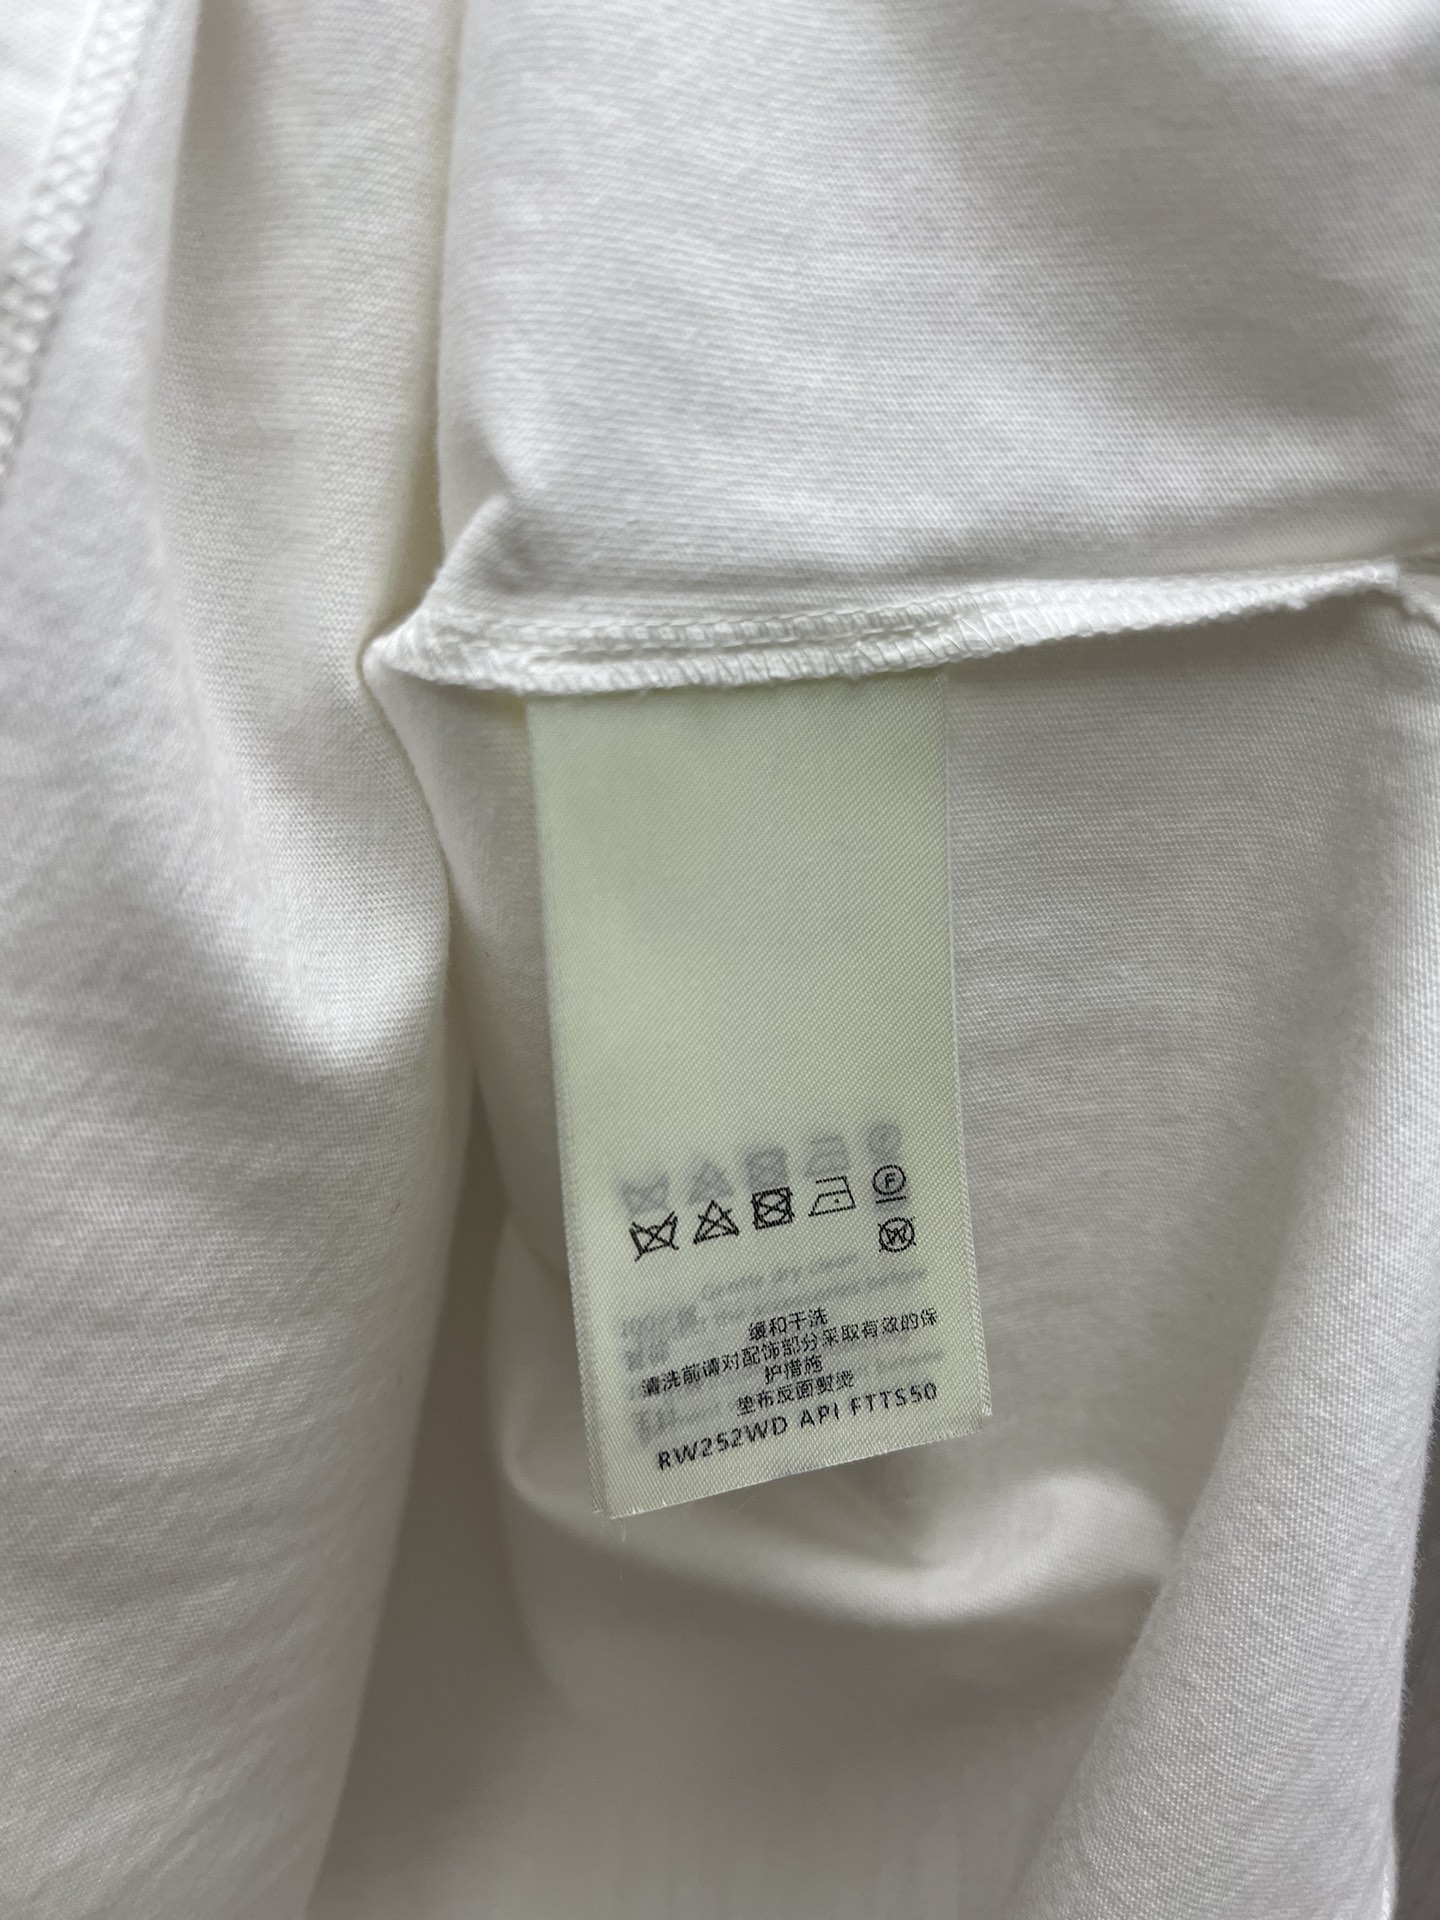 F
W
缓和干洗
清洗前请对配饰部分采取有效的保
护措施
垫布反面熨烫
RW252WD API FTTS50